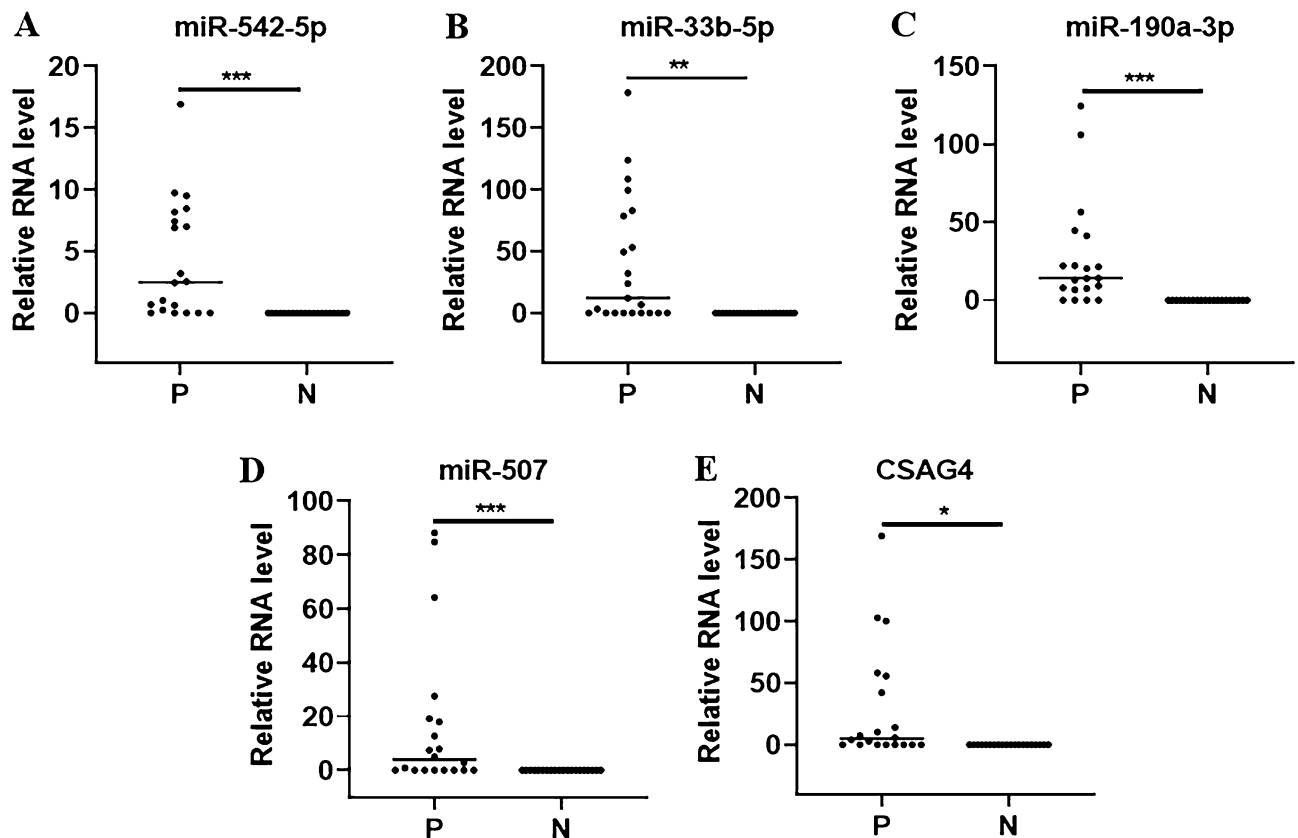 A
miR-542-5p
Relative RNA level
20
15
10
5
0
***
P
N
B
miR-33b-5p
Relative RNA level
200
150
100
50
0
**
P
N
C
miR-190a-3p
Relative RNA level
150
100
50
0
***
P
N
D
miR-507
Relative RNA level
100
80
60
40
20
0
***
P
N
E
CSAG4
Relative RNA level
200
150
100
50
0
*
P
N